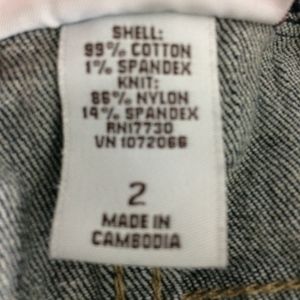 SHELL:
99% COTTON
1% SPANDEX
KNIT:
86% NYLON
14% SPANDEX
RN17730
VN 1072066
2
MADE IN
CAMBODIA